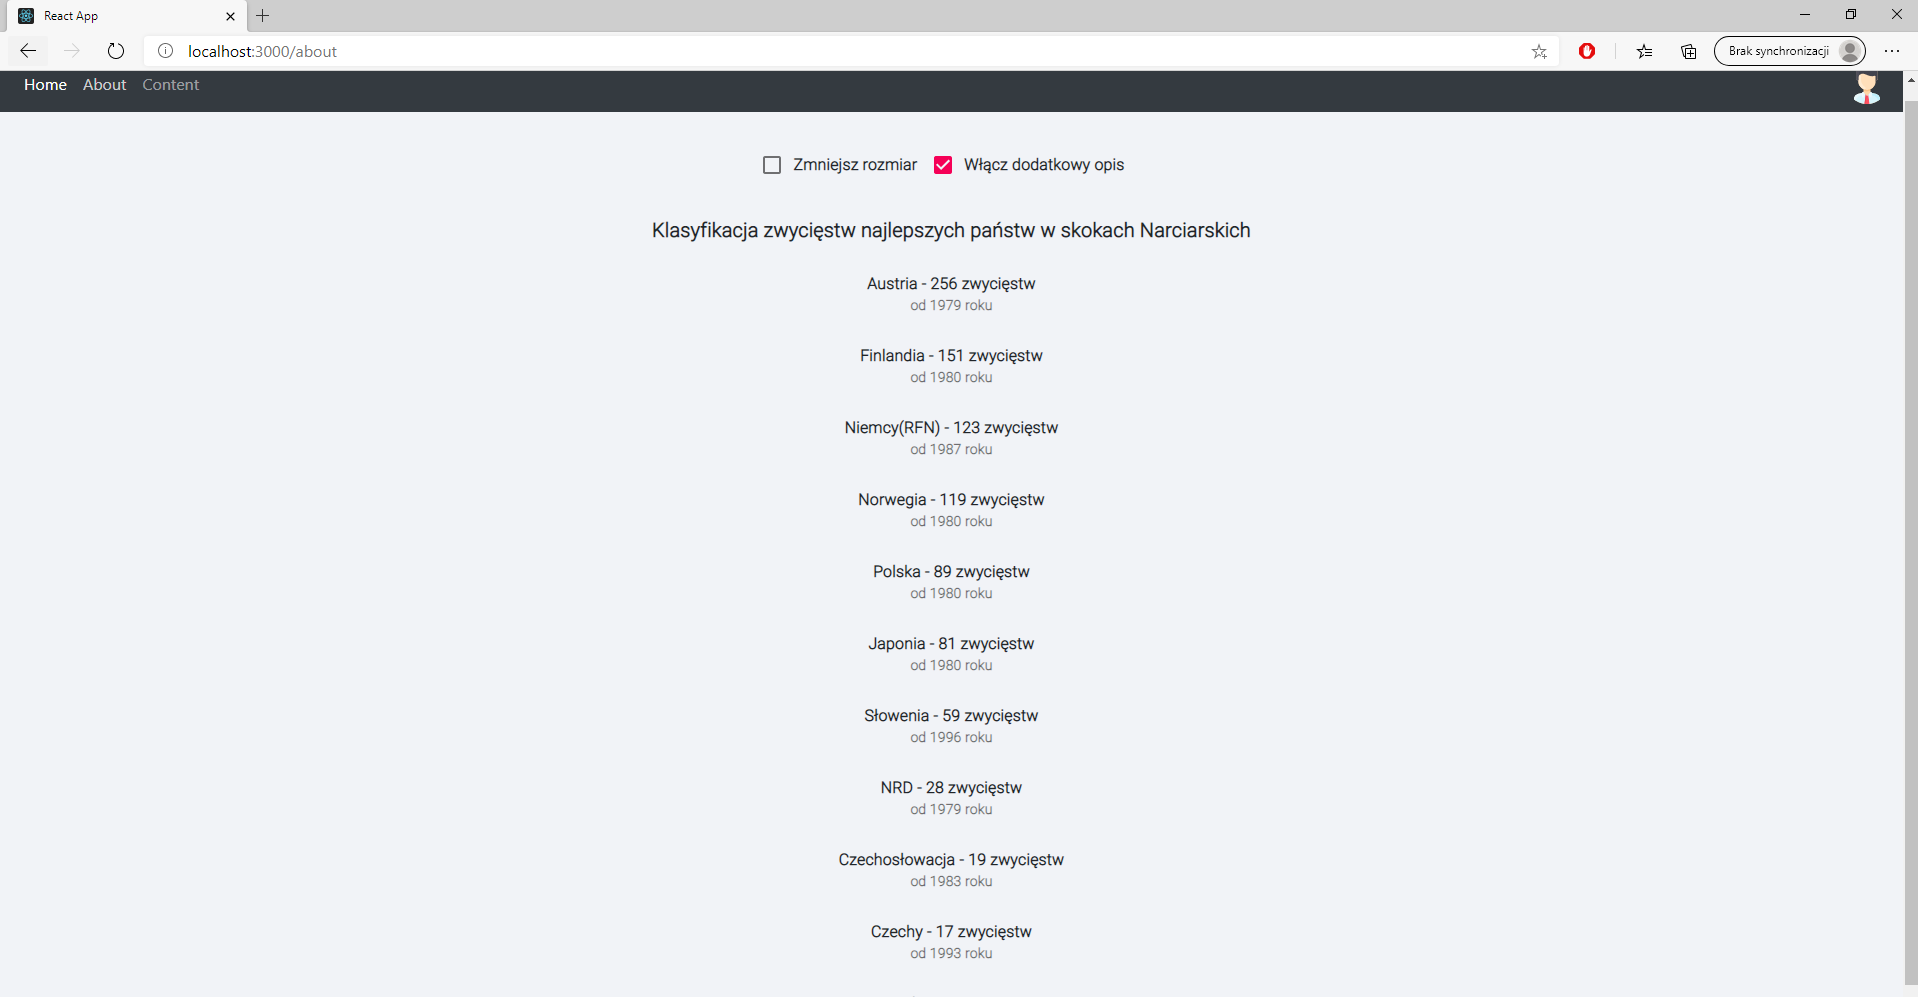 React App
localhost:3000/about
Brak synchronizacji
Home About Content
Zmniejsz rozmiar Włącz dodatkowy opis
Klasyfikacja zwycięstw najlepszych państw w skokach Narciarskich
Austria - 256 zwycięstw
od 1979 roku
Finlandia - 151 zwycięstw
od 1980 roku
Niemcy(RFN) - 123 zwycięstw
od 1987 roku
Norwegia - 119 zwycięstw
od 1980 roku
Polska - 89 zwycięstw
od 1980 roku
Japonia - 81 zwycięstw
od 1980 roku
Słowenia - 59 zwycięstw
od 1996 roku
NRD - 28 zwycięstw
od 1979 roku
Czechosłowacja - 19 zwycięstw
od 1983 roku
Czechy - 17 zwycięstw
od 1993 roku